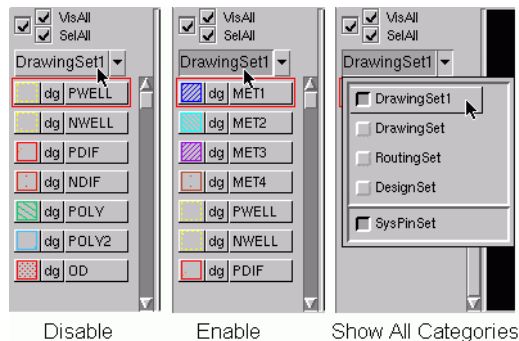 VisAll
SelAll
DrawingSet1
dg PWELL
dg NWELL
dg PDIF
dg NDIF
dg POLY
dg POLY2
dg OD
Disable
VisAll
SelAll
DrawingSet1
dg MET1
dg MET2
dg MET3
dg MET4
dg PWELL
dg NWELL
dg PDIF
Enable
VisAll
SelAll
DrawingSet1
DrawingSet1
DrawingSet
RoutingSet
DesignSet
SysPinSet
Show All Categories